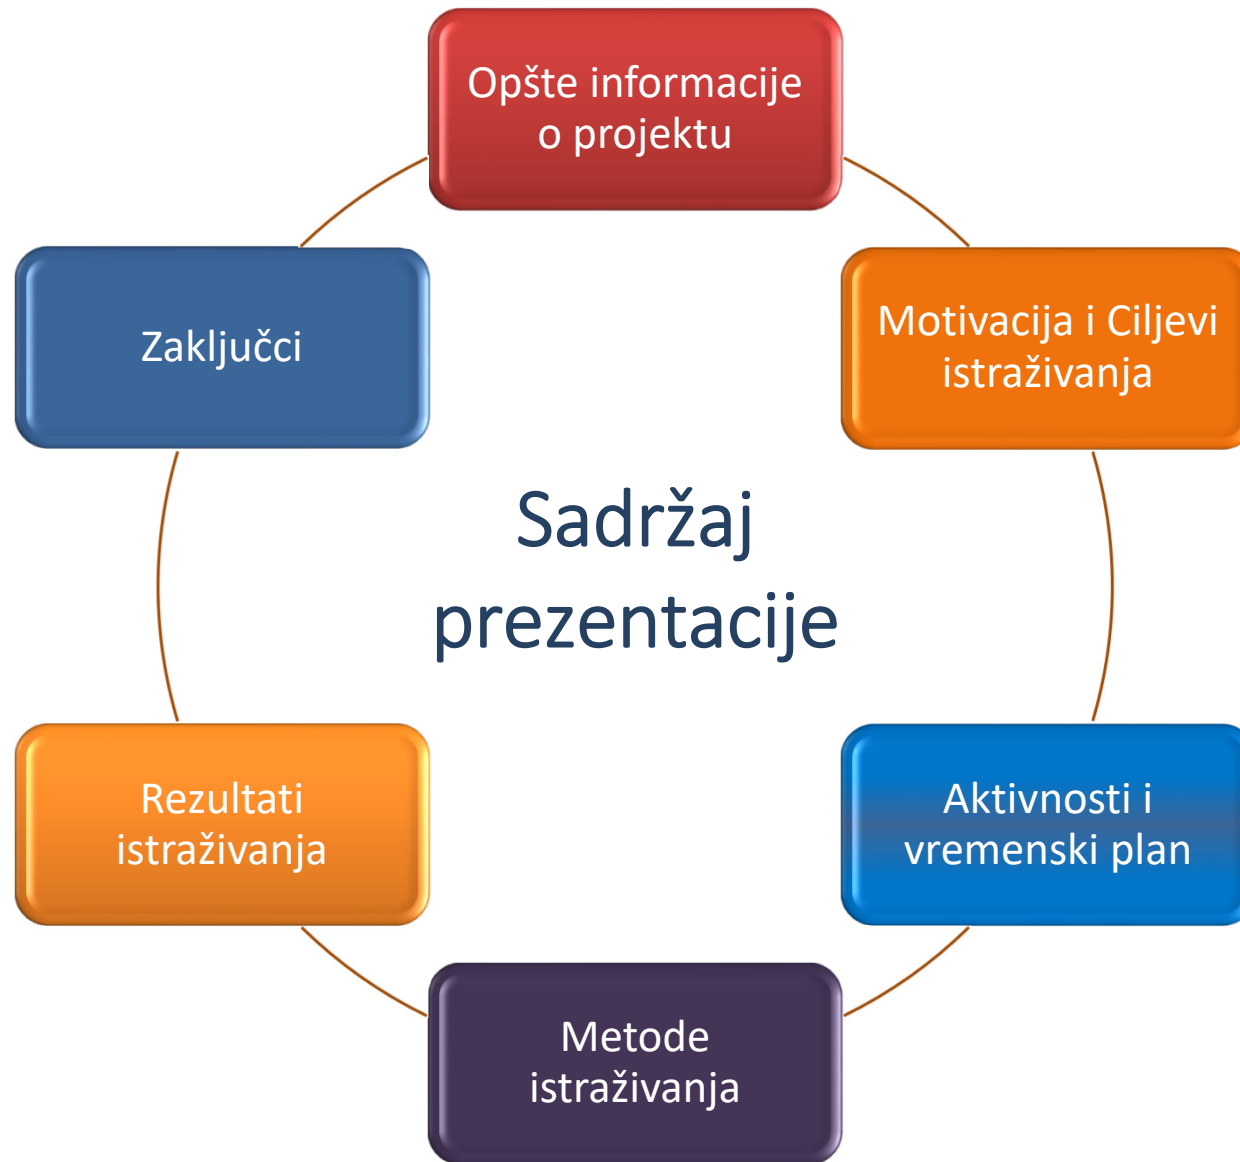 Opšte informacije
o projektu
Motivacija i Ciljevi
istraživanja
Aktivnosti i
vremenski plan
Metode
istraživanja
Rezultati
istraživanja
Zaključci
Sadržaj
prezentacije